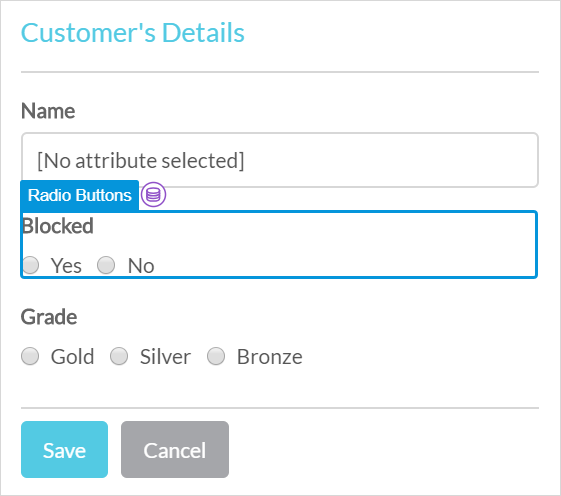 Customer's Details
Name
[No attribute selected]
Radio Buttons
Blocked
Yes No
Grade
Gold Silver Bronze
Save Cancel